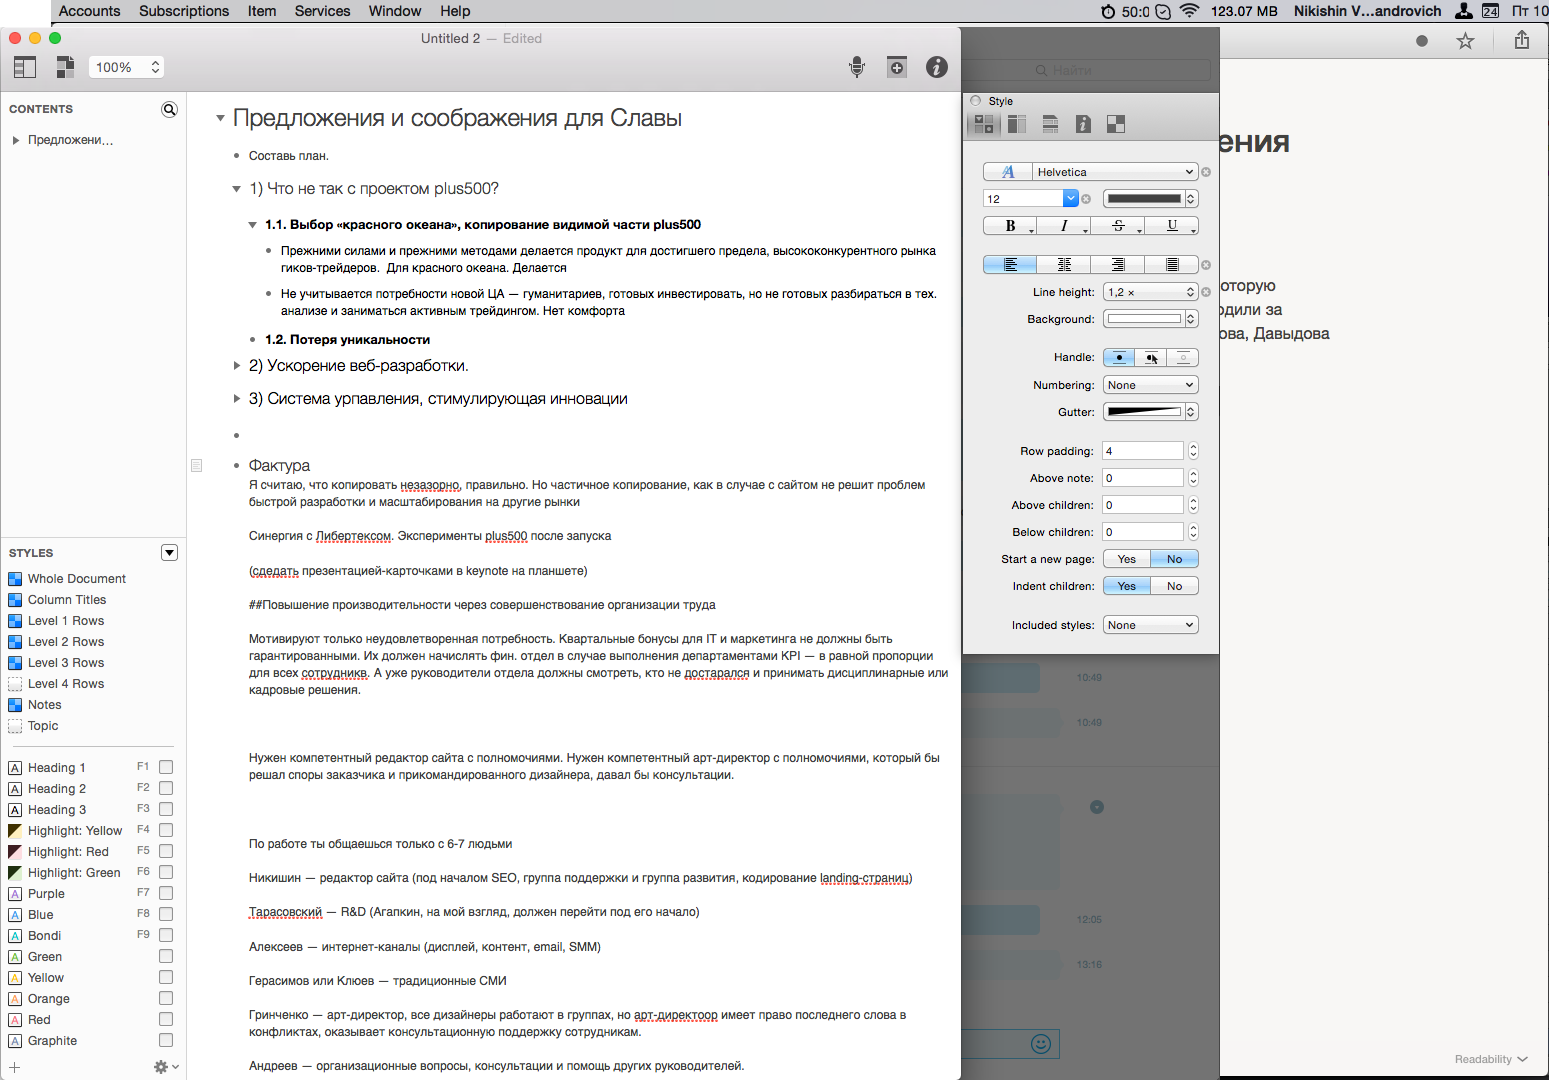 Accounts Subscriptions Item Services Window Help
50:0 123.07 MB Nikishin V...androvich 24 Пт 10
Untitled 2 — Edited
100%
Найти
CONTENTS
Предложени...
Предложения и соображения для Славы
Составь план.
1) Что не так с проектом plus500?
1.1. Выбор «красного океана», копирование видимой части plus500
Прежними силами и прежними методами делается продукт для достигшего предела, высококонкурентного рынка
гиков-трейдеров.  Для красного океана. Делается
Не учитывается потребности новой ЦА — гуманитариев, готовых инвестировать, но не готовых разбираться в тех.
анализе и заниматься активным трейдингом. Нет комфорта
1.2. Потеря уникальности
2) Ускорение веб-разработки.
3) Система урпавления, стимулирующая инновации
Фактура
Я считаю, что копировать незазорно, правильно. Но частичное копирование, как в случае с сайтом не решит проблем
быстрой разработки и масштабирования на другие рынки
Синергия с Либертексом. Эксперименты plus500 после запуска
(сдедать презентацией-карточками в keynote на планшете)
##Повышение производительности через совершенствование организации труда
Мотивируют только неудовлетворенная потребность. Квартальные бонусы для IT и маркетинга не должны быть
гарантированными. Их должен начислять фин. отдел в случае выполнения департаментами KPI — в равной пропорции
для всех сотрудникв. А уже руководители отдела должны смотреть, кто не достарался и принимать дисциплинарные или
кадровые решения.
Нужен компетентный редактор сайта с полномочиями. Нужен компетентный арт-директор с полномочиями, который бы
решал споры заказчика и прикомандированного дизайнера, давал бы консультации.
По работе ты общаешься только с 6-7 людьми
Никишин — редактор сайта (под началом SEO, группа поддержки и группа развития, кодирование landing-страниц)
Тарасовский — R&D (Агапкин, на мой взгляд, должен перейти под его начало)
Алексеев — интернет-каналы (дисплей, контент, email, SMM)
Герасимов или Клюев — традиционные СМИ
Гринченко — арт-директор, все дизайнеры работают в группах, но арт-директоор имеет право последнего слова в
конфликтах, оказывает консультационную поддержку сотрудникам.
Андреев — организационные вопросы, консультации и помощь других руководителей.
STYLES
Whole Document
Column Titles
Level 1 Rows
Level 2 Rows
Level 3 Rows
Level 4 Rows
Notes
Topic
A Heading 1 F1
A Heading 2 F2
A Heading 3 F3
Highlight: Yellow F4
Highlight: Red F5
Highlight: Green F6
A Purple F7
A Blue F8
A Bondi F9
A Green
A Yellow
A Orange
A Red
A Graphite
Style
A Helvetica
12
B I S U
Line height: 1,2 ×
Background:
Handle:
Numbering: None
Gutter:
Row padding: 4
Above note: 0
Above children: 0
Below children: 0
Start a new page: Yes No
Indent children: Yes No
Included styles: None
10:49
10:49
12:05
13:16
ения
оторую
одили за
ова, Давыдова
Readability